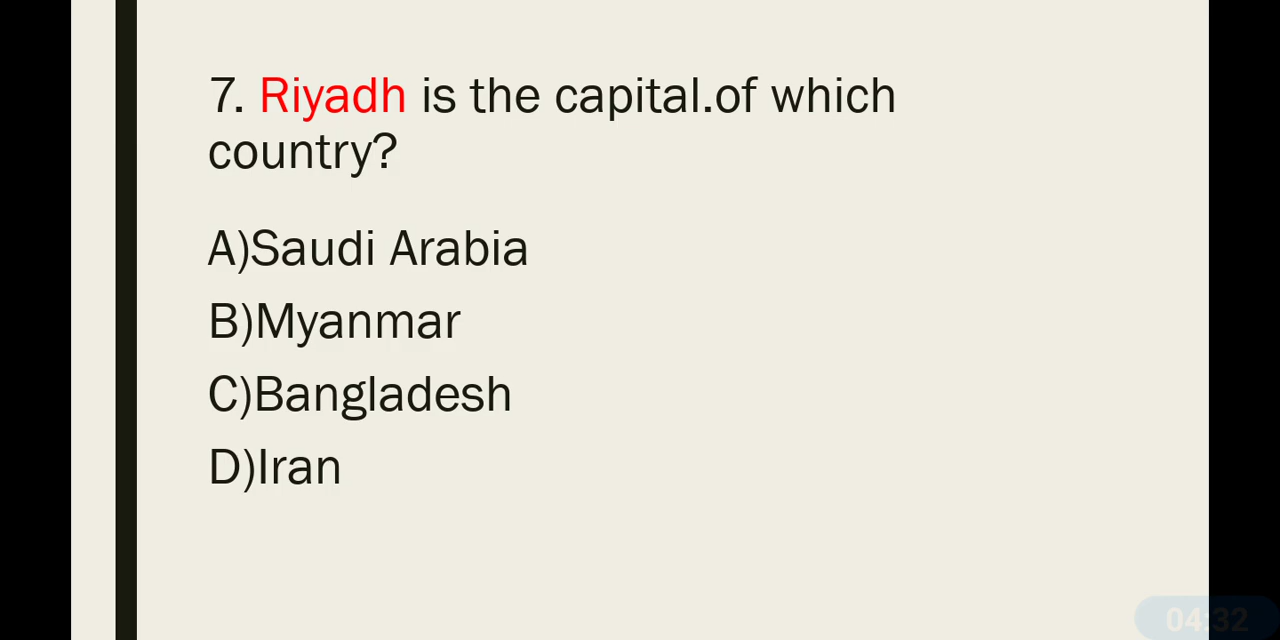 7. Riyadh is the capital.of which
country?
A)Saudi Arabia
B)Myanmar
C)Bangladesh
D)Iran
04:32